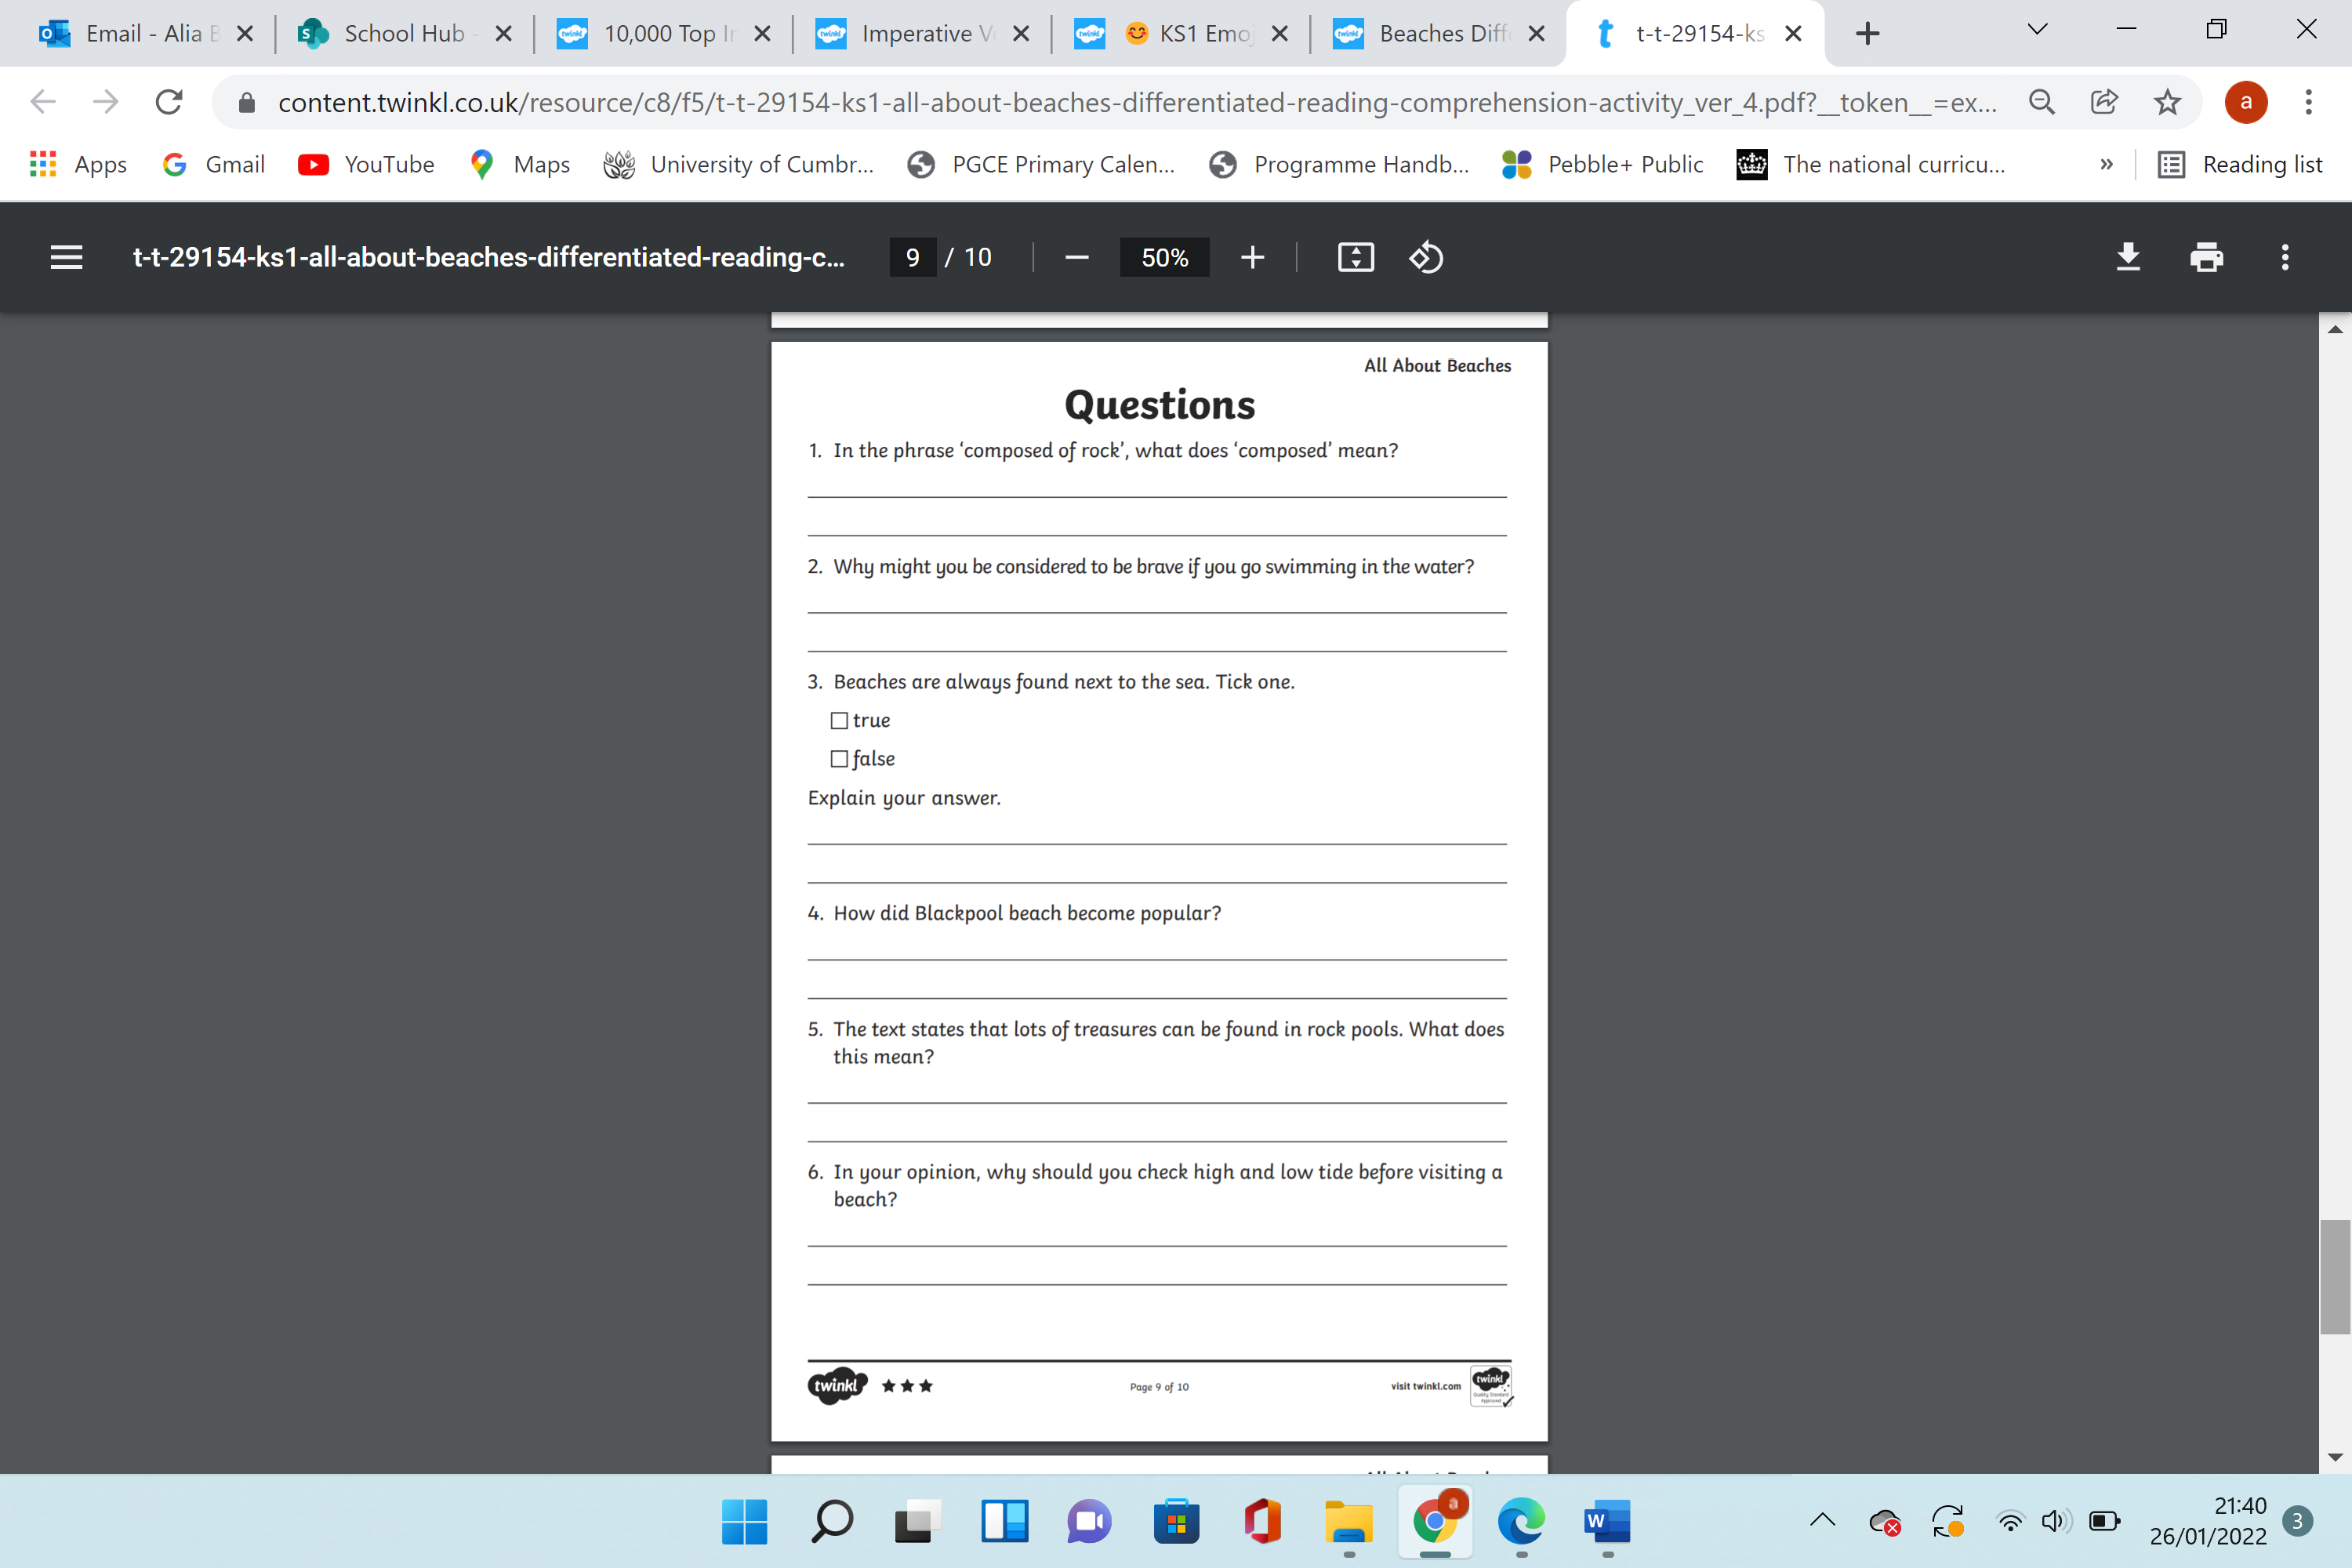 Email - Alia B
School Hub -
10,000 Top Ir
Imperative V
KS1 Emo
Beaches Diff
t-t-29154-ks
content.twinkl.co.uk/resource/c8/f5/t-t-29154-ks1-all-about-beaches-differentiated-reading-comprehension-activity_ver_4.pdf?__token__=ex...
a
Apps
Gmail
YouTube
Maps
University of Cumbr...
PGCE Primary Calen...
Programme Handb...
Pebble+ Public
The national curricu...
»
Reading list
t-t-29154-ks1-all-about-beaches-differentiated-reading-c...
9 / 10
50%
All About Beaches
Questions
1. In the phrase ‘composed of rock’, what does ‘composed’ mean?
2. Why might you be considered to be brave if you go swimming in the water?
3. Beaches are always found next to the sea. Tick one.
true
false
Explain your answer.
4. How did Blackpool beach become popular?
5. The text states that lots of treasures can be found in rock pools. What does
this mean?
6. In your opinion, why should you check high and low tide before visiting a
beach?
twinkl
Page 9 of 10
visit twinkl.com
twinkl
Quality Standard
Approved
21:40
26/01/2022
3